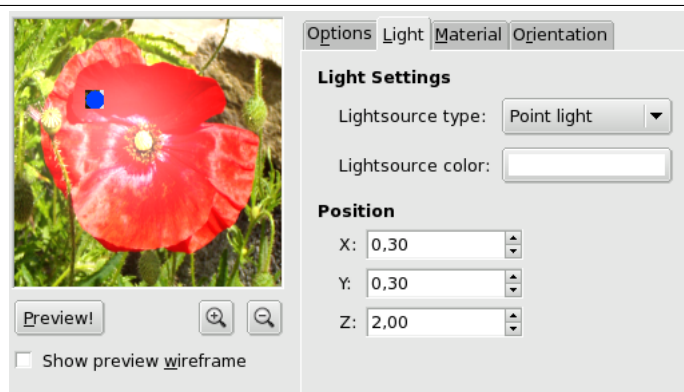 Options Light Material Orientation
Light Settings
Lightsource type: Point light
Lightsource color:
Position
X: 0,30
Y: 0,30
Z: 2,00
Preview!
Show preview wireframe